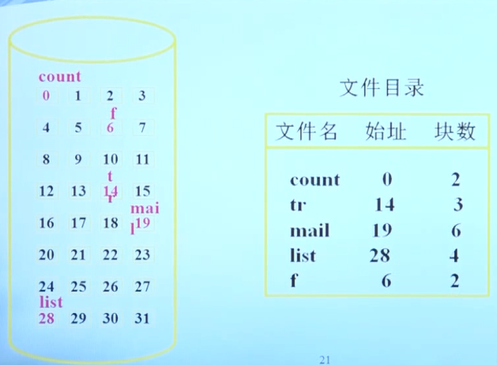 count
0 1 2 3
f
4 5 6 7
8 9 10 11
t
r
12 13 14 15
mai
l
16 17 18 19
20 21 22 23
24 25 26 27
list
28 29 30 31
文件目录
文件名 始址 块数
count 0 2
tr 14 3
mail 19 6
list 28 4
f 6 2
21